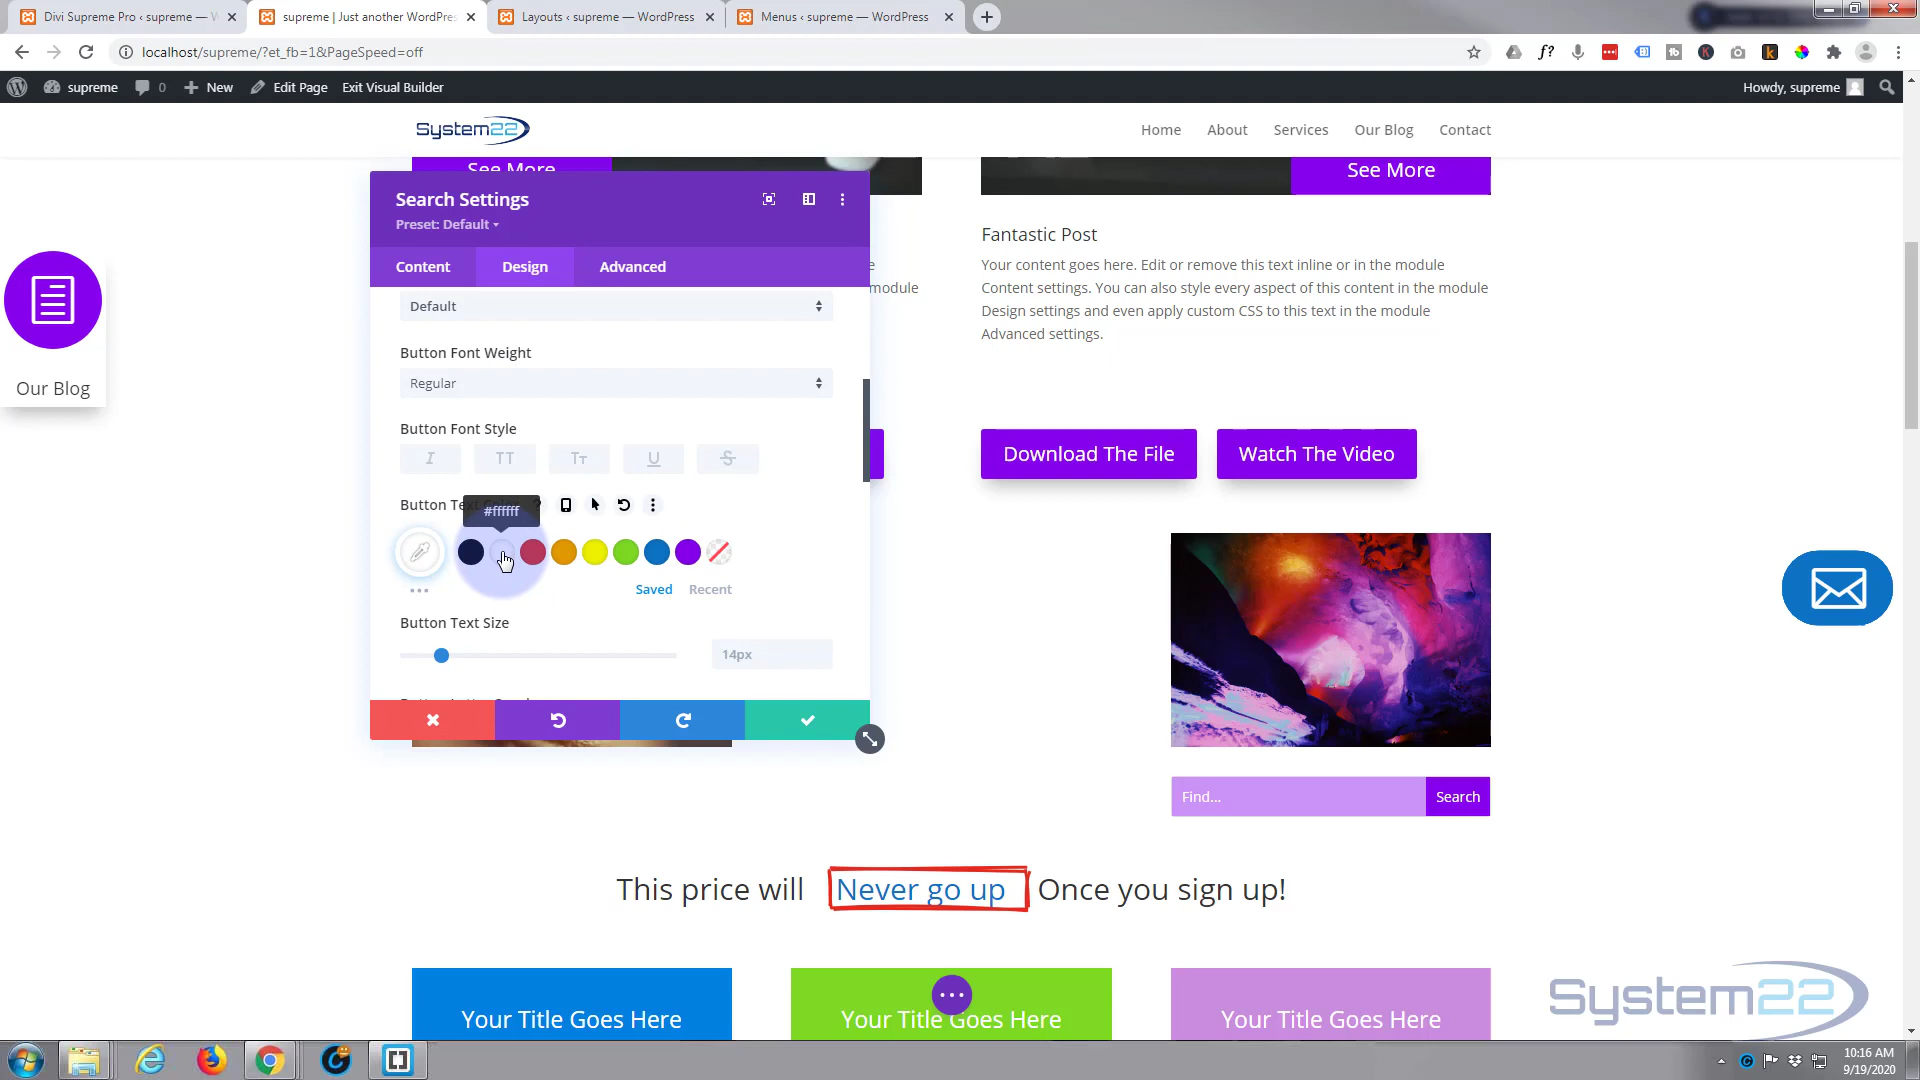 Divi Supreme Pro ‹ supreme — W
supreme | Just another WordPres
Layouts ‹ supreme — WordPress
Menus ‹ supreme — WordPress
localhost/supreme/?et_fb=1&PageSpeed=off
supreme
0
New
Edit Page
Exit Visual Builder
Howdy, supreme
System22
Home
About
Services
Our Blog
Contact
See More
See More
Search Settings
Preset: Default
Content
Design
Advanced
Default
Button Font Weight
Regular
Button Font Style
I
TT
Tт
U
S
Button Te
#ffffff
Saved
Recent
Button Text Size
14px
module
Our Blog
Fantastic Post
Your content goes here. Edit or remove this text inline or in the module
Content settings. You can also style every aspect of this content in the module
Design settings and even apply custom CSS to this text in the module
Advanced settings.
Download The File
Watch The Video
Find...
Search
This price will Never go up Once you sign up!
Your Title Goes Here
Your Title Goes Here
Your Title Goes Here
System22
10:16 AM
9/19/2020